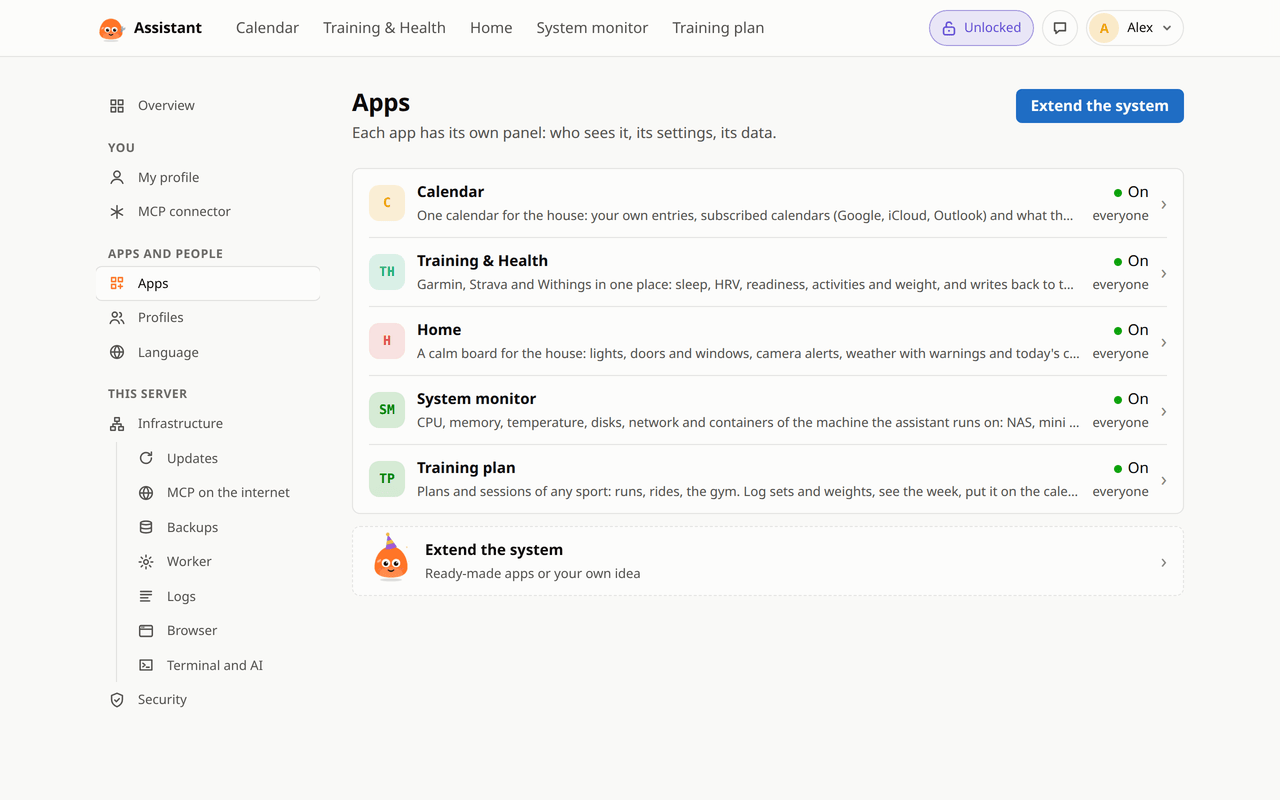 Assistant
Calendar
Training & Health
Home
System monitor
Training plan
Unlocked
A
Alex
Overview
YOU
My profile
MCP connector
APPS AND PEOPLE
Apps
Profiles
Language
THIS SERVER
Infrastructure
Updates
MCP on the internet
Backups
Worker
Logs
Browser
Terminal and AI
Security
Apps
Each app has its own panel: who sees it, its settings, its data.
Extend the system
C
Calendar
One calendar for the house: your own entries, subscribed calendars (Google, iCloud, Outlook) and what th...
On
everyone
TH
Training & Health
Garmin, Strava and Withings in one place: sleep, HRV, readiness, activities and weight, and writes back to t...
On
everyone
H
Home
A calm board for the house: lights, doors and windows, camera alerts, weather with warnings and today's c...
On
everyone
SM
System monitor
CPU, memory, temperature, disks, network and containers of the machine the assistant runs on: NAS, mini ...
On
everyone
TP
Training plan
Plans and sessions of any sport: runs, rides, the gym. Log sets and weights, see the week, put it on the cale...
On
everyone
Extend the system
Ready-made apps or your own idea